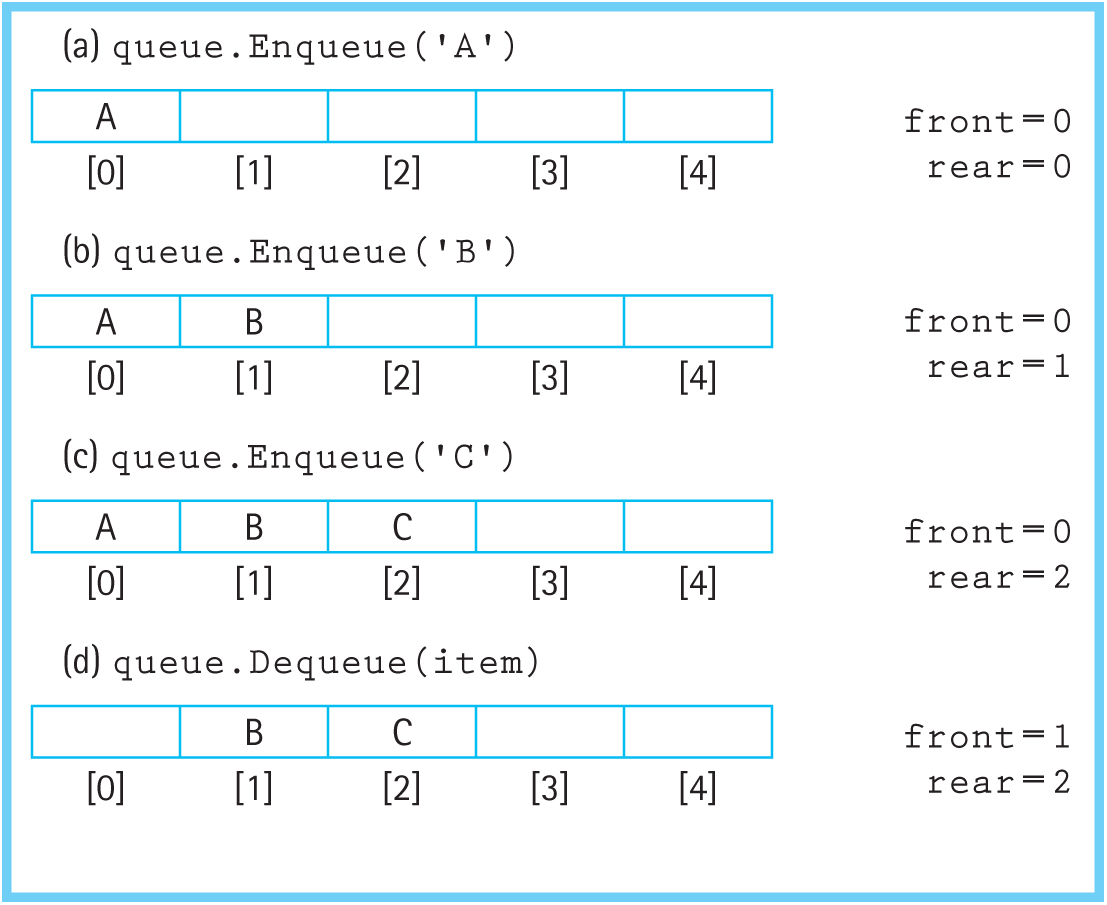 (a) queue.Enqueue('A')
A
front=0
[0] [1] [2] [3] [4]
rear=0
(b) queue.Enqueue('B')
A B
front=0
[0] [1] [2] [3] [4]
rear=1
(c) queue.Enqueue('C')
A B C
front=0
[0] [1] [2] [3] [4]
rear=2
(d) queue.Dequeue(item)
B C
front=1
[0] [1] [2] [3] [4]
rear=2